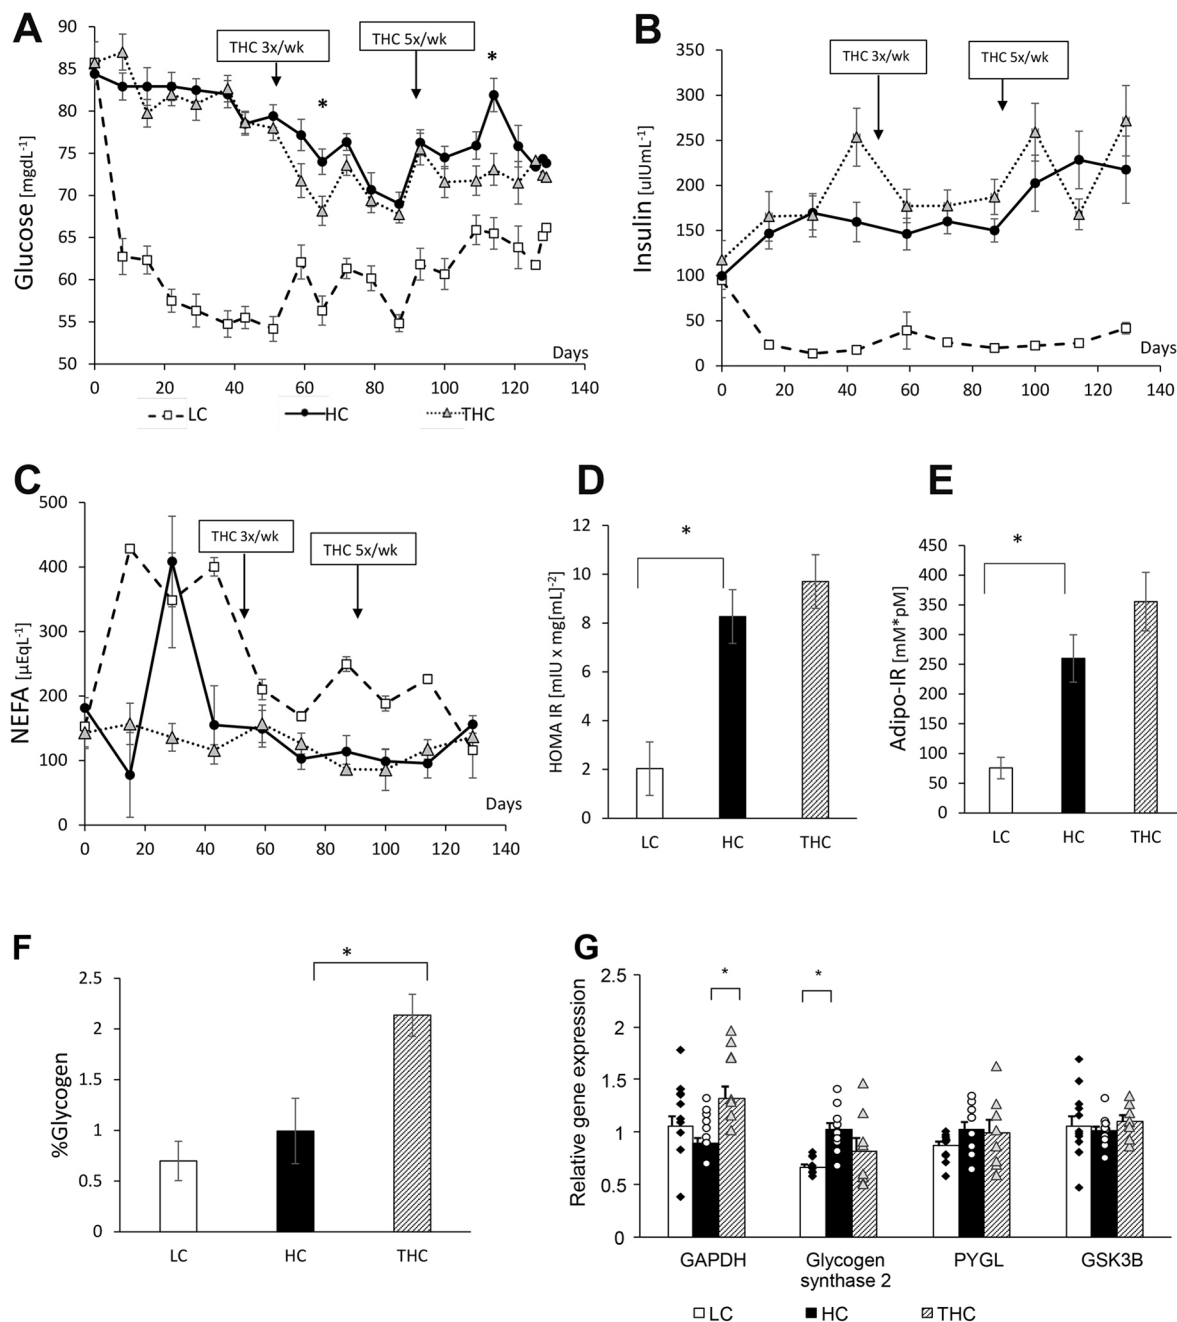 A
Glucose [mgdL-1]
90
85
80
75
70
65
60
55
50
THC 3x/wk
THC 5x/wk
*
*
Days
0
20
40
60
80
100
120
140
LC
HC
THC
B
Insulin [uIUmL-1]
350
300
250
200
150
100
50
0
THC 3x/wk
THC 5x/wk
Days
0
20
40
60
80
100
120
140
C
NEFA [µEqL-1]
500
400
300
200
100
0
THC 3x/wk
THC 5x/wk
Days
0
20
40
60
80
100
120
140
D
HOMA IR [mIU x mg[mL]-2]
12
10
8
6
4
2
0
*
LC
HC
THC
E
Adipo-IR [mM*pM]
450
400
350
300
250
200
150
100
50
0
*
LC
HC
THC
F
%Glycogen
2.5
2
1.5
1
0.5
0
*
LC
HC
THC
G
Relative gene expression
2.5
2
1.5
1
0.5
0
*
*
GAPDH
Glycogen
synthase 2
PYGL
GSK3B
LC
HC
THC